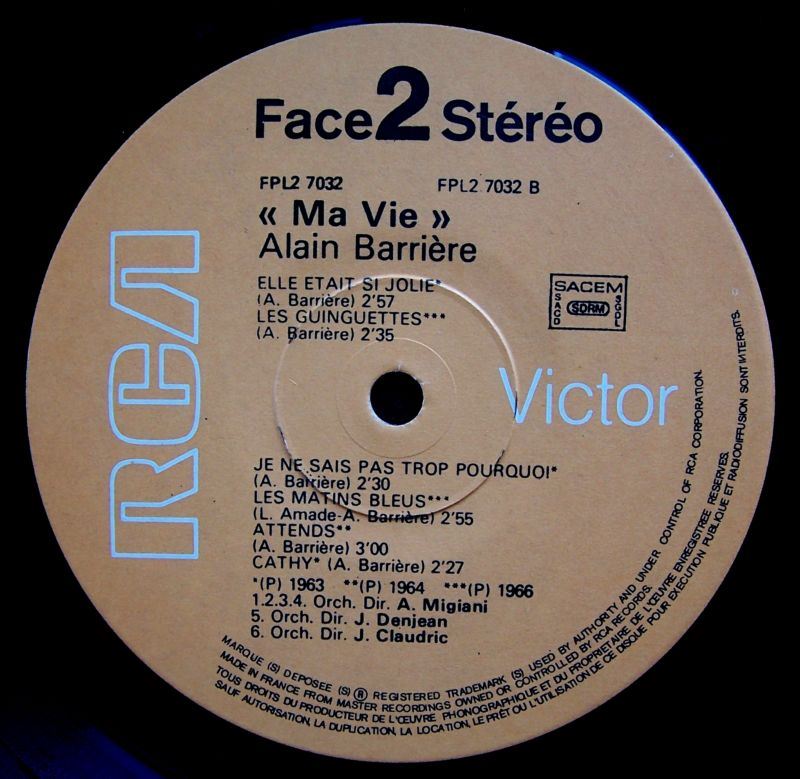 Face 2 Stéréo
FPL2 7032 FPL2 7032 B
« Ma Vie »
Alain Barrière
ELLE ETAIT SI JOLIE*
(A. Barrière) 2'57
LES GUINGUETTES***
(A. Barrière) 2'35
SACEM
SACD SDRM SGDL
RCA
Victor
JE NE SAIS PAS TROP POURQUOI*
(A. Barrière) 2'30
LES MATINS BLEUS***
(L. Amade-A. Barrière) 2'55
ATTENDS**
(A. Barrière) 3'00
CATHY* (A. Barrière) 2'27
*(P) 1963 **(P) 1964 ***(P) 1966
1.2.3.4. Orch. Dir. A. Migiani
5. Orch. Dir. J. Denjean
6. Orch. Dir. J. Claudric
MARQUE (S) DEPOSEE (S) ® REGISTERED TRADEMARK (S) USED BY AUTHORITY AND UNDER CONTROL OF RCA CORPORATION.
MADE IN FRANCE FROM MASTER RECORDINGS OWNED OR CONTROLLED BY RCA RECORDS.
TOUS DROITS DU PRODUCTEUR DE L'ŒUVRE PHONOGRAPHIQUE ET DU PROPRIETAIRE DE L'ŒUVRE ENREGISTREE RESERVES.
SAUF AUTORISATION, LA DUPLICATION, LA LOCATION, LE PRÊT OU L'UTILISATION DE CE DISQUE POUR EXECUTION PUBLIQUE ET RADIODIFFUSION SONT INTERDITS.